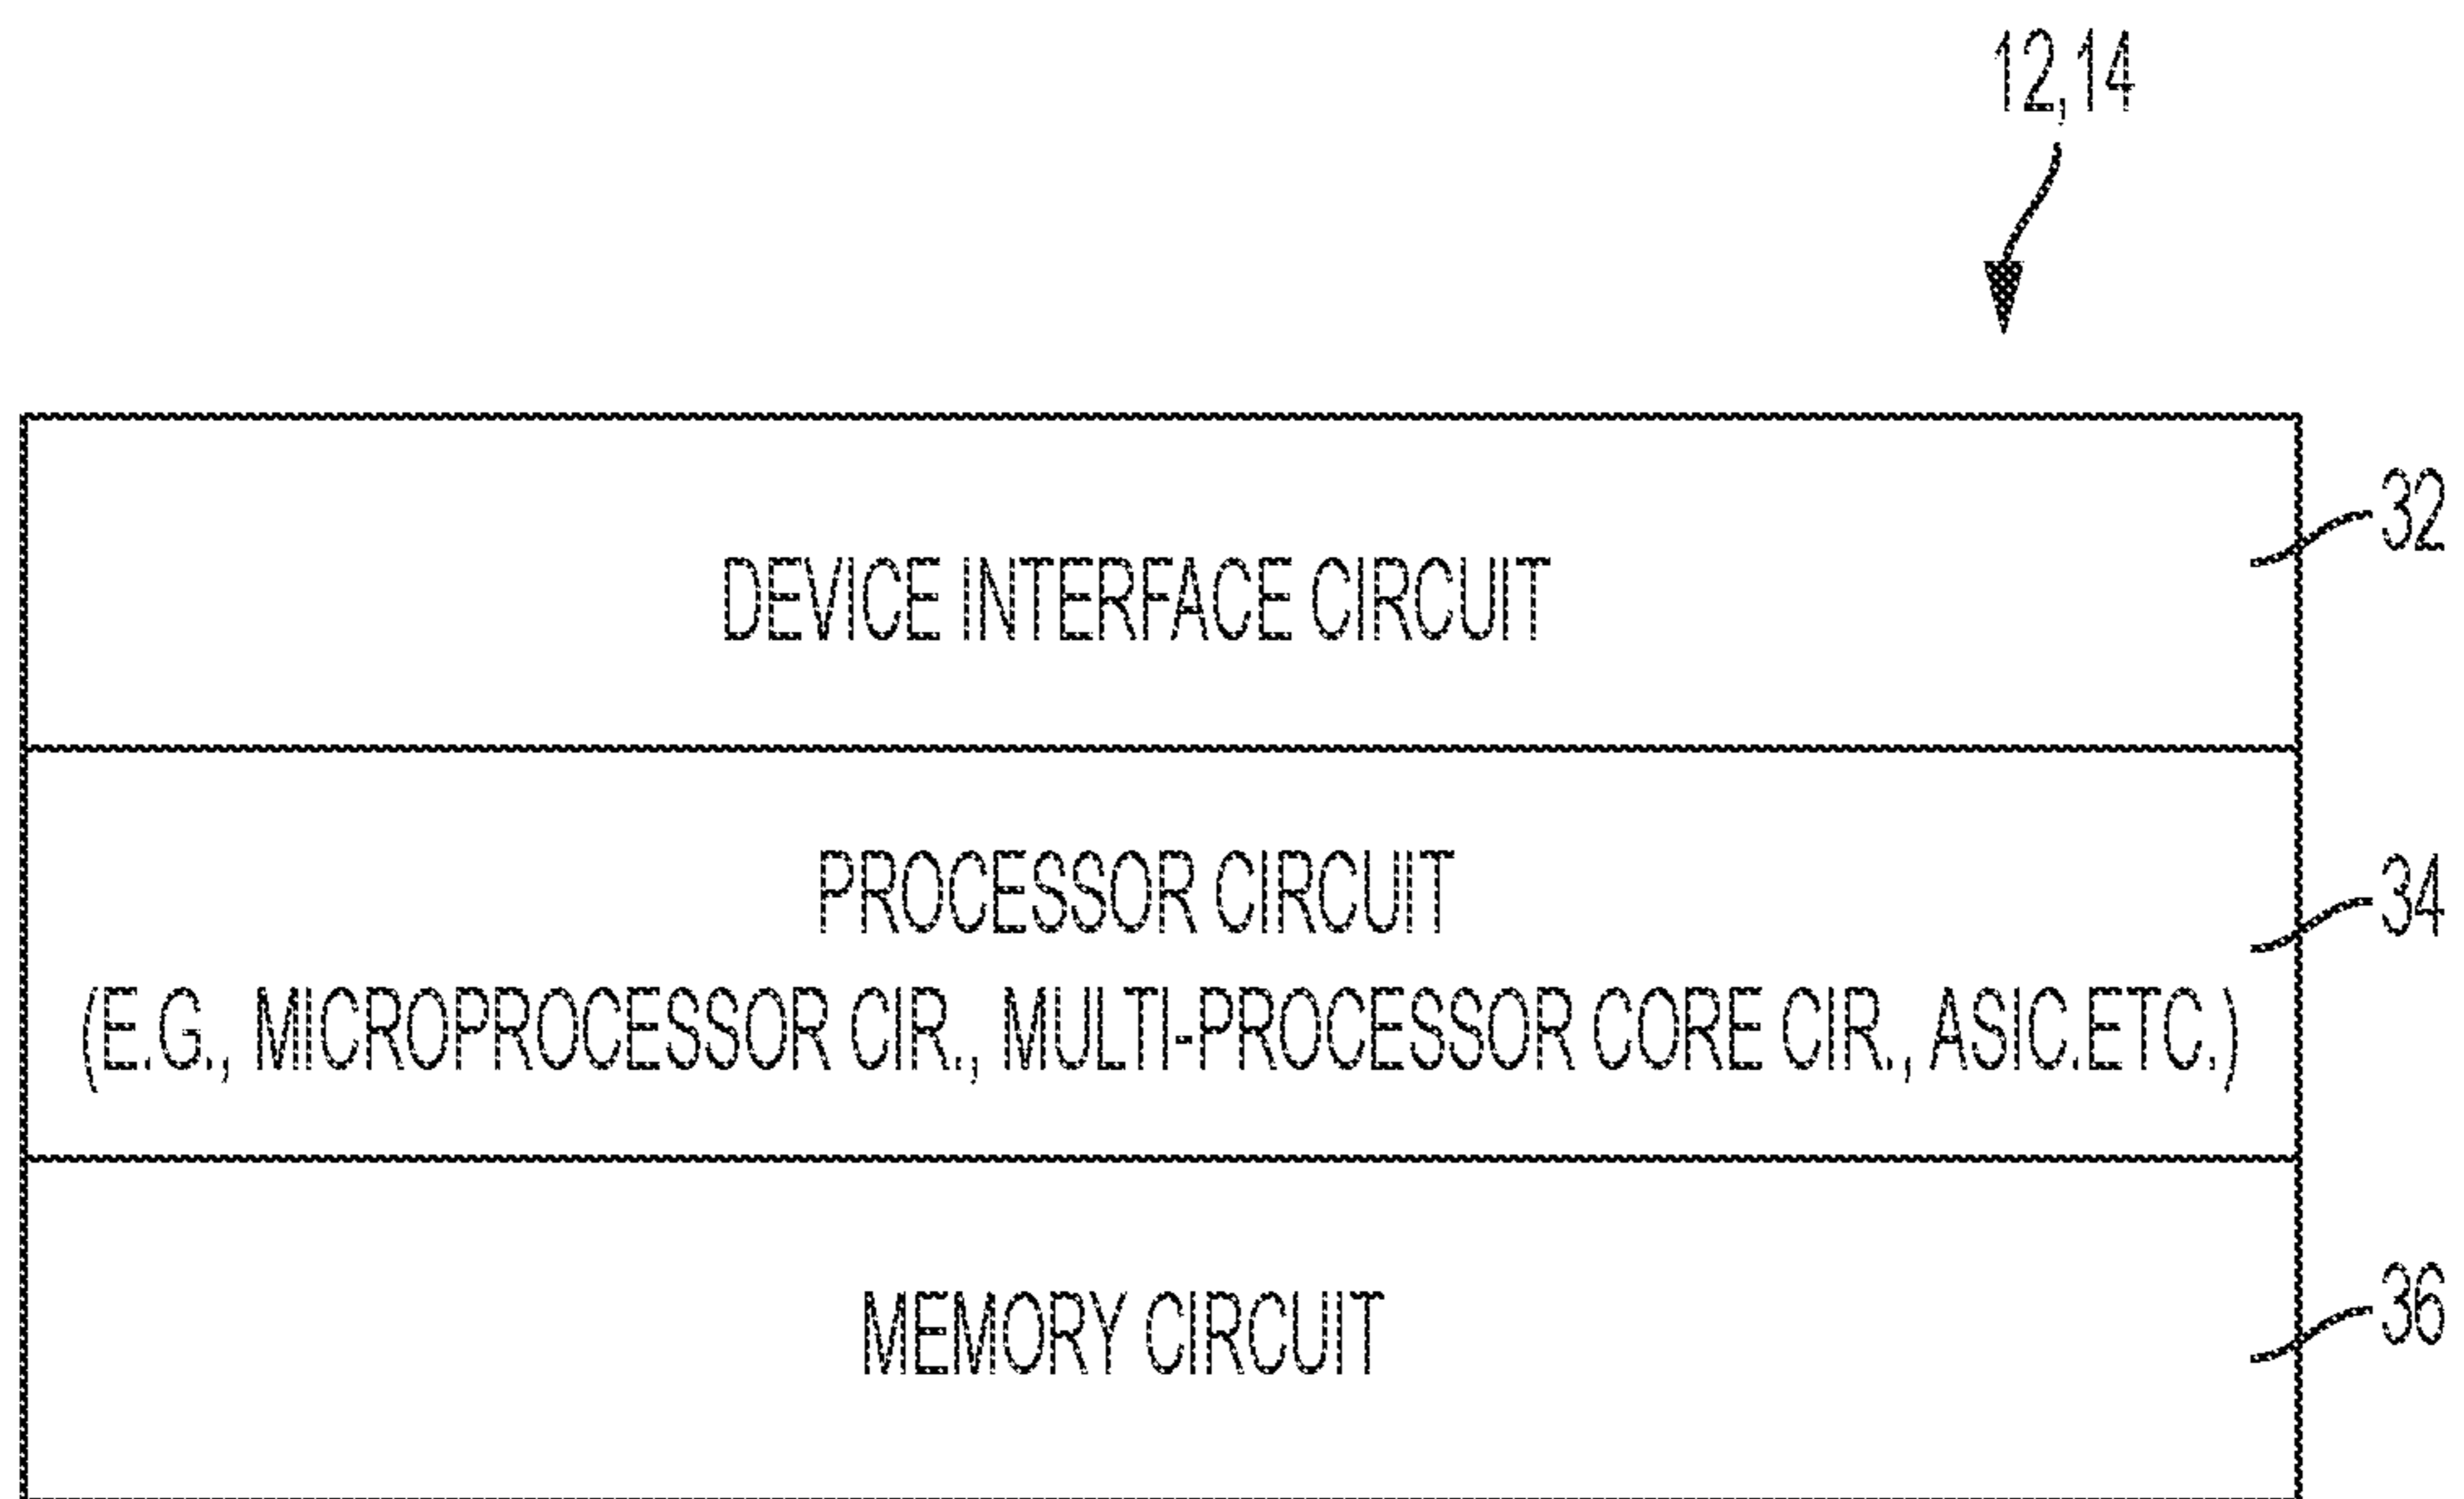 12,14
DEVICE INTERFACE CIRCUIT
32
PROCESSOR CIRCUIT
(E.G., MICROPROCESSOR CIR., MULTI-PROCESSOR CORE CIR., ASIC.ETC.)
34
MEMORY CIRCUIT
36